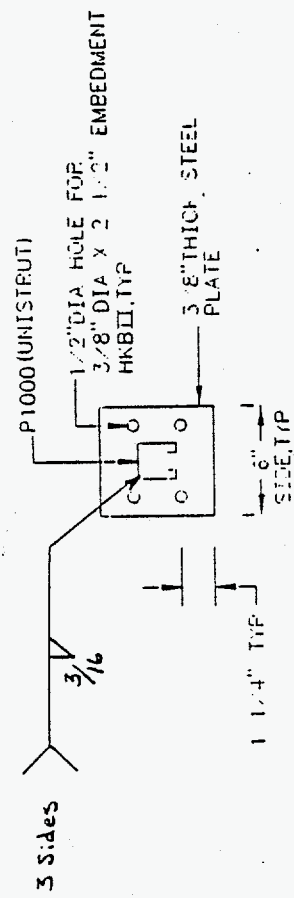 P1000(UNISTRUT)
1/2"DIA HOLE FOR
3/8" DIA X 2 1/2" EMBEDMENT
HKBII,TYP
3/8"THICK STEEL
PLATE
SIDE,TYP
1 1/4" TYP
3/16
3 Sides